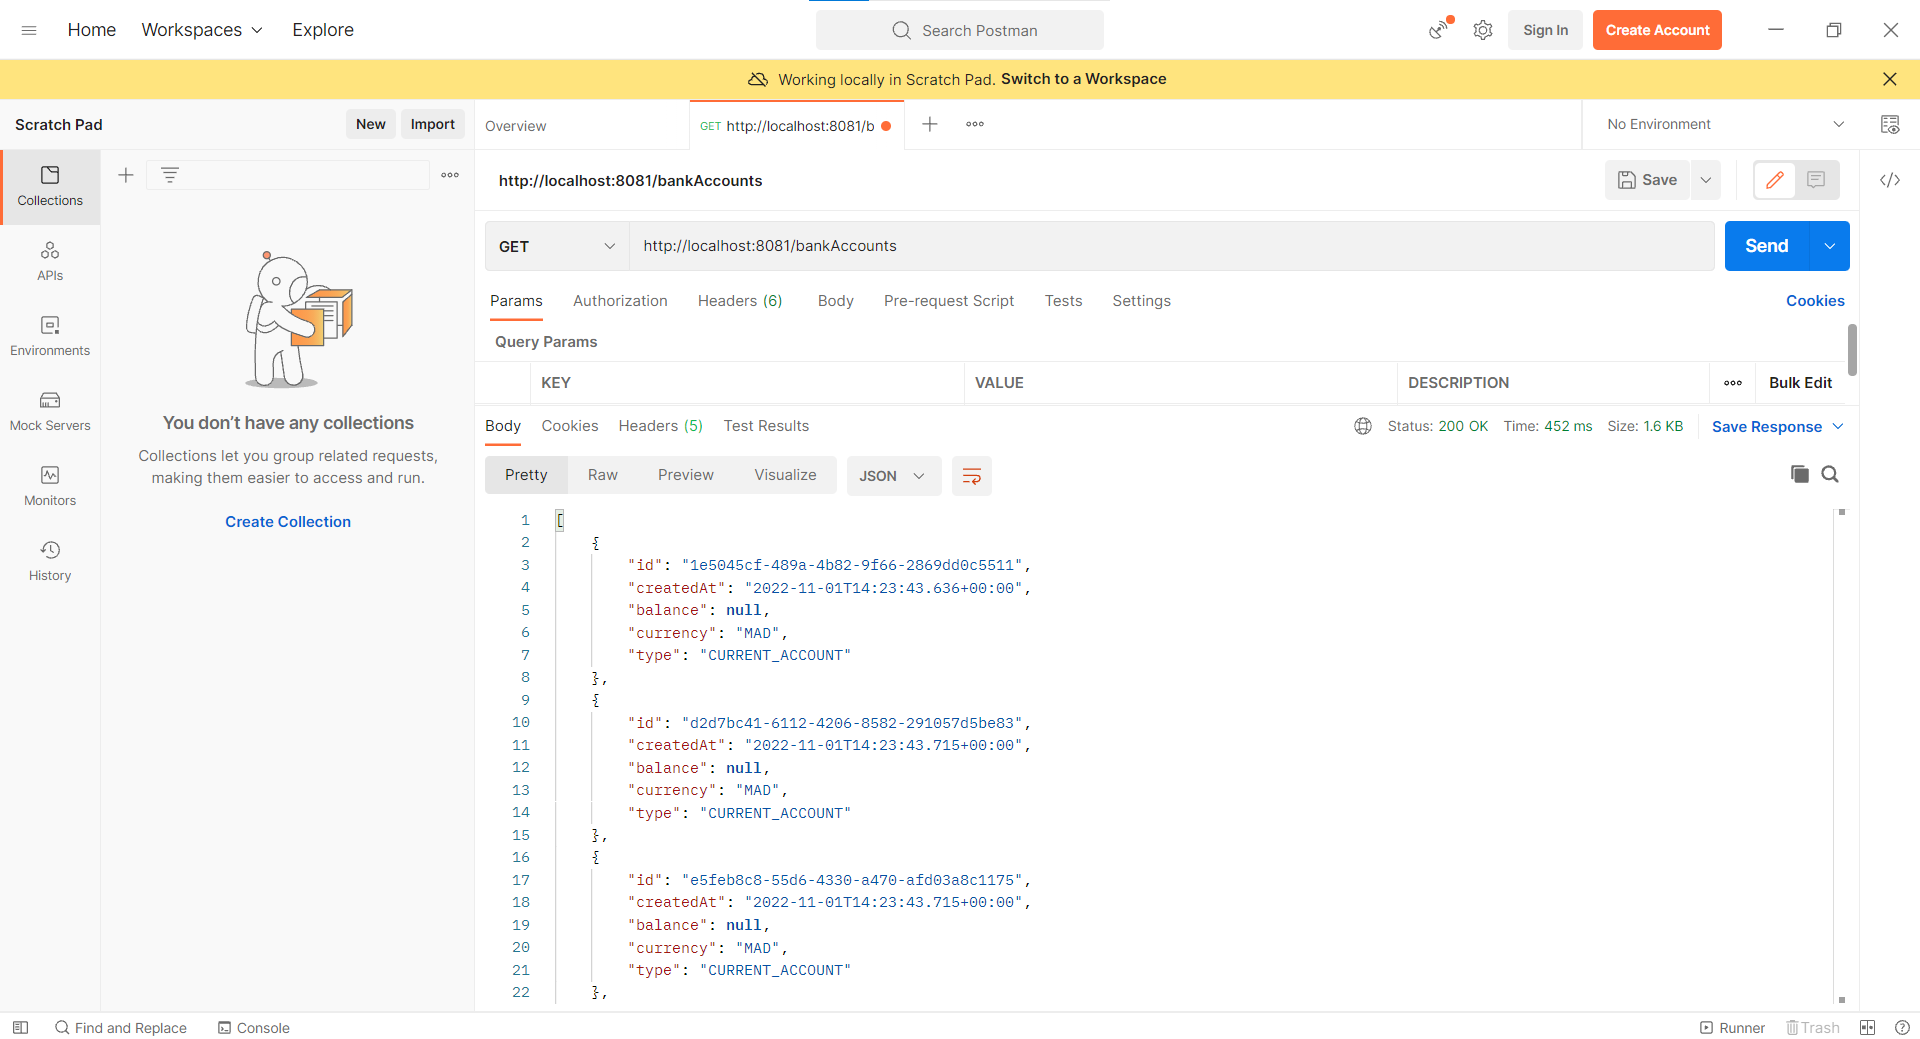 Home Workspaces Explore Search Postman Sign In Create Account
Working locally in Scratch Pad. Switch to a Workspace
Scratch Pad New Import
Overview GET http://localhost:8081/b No Environment
Collections
APIs
Environments
Mock Servers
Monitors
History
You don’t have any collections
Collections let you group related requests,
making them easier to access and run.
Create Collection
http://localhost:8081/bankAccounts Save
GET http://localhost:8081/bankAccounts Send
Params Authorization Headers (6) Body Pre-request Script Tests Settings Cookies
Query Params
KEY VALUE DESCRIPTION Bulk Edit
Body Cookies Headers (5) Test Results Status: 200 OK Time: 452 ms Size: 1.6 KB Save Response
Pretty Raw Preview Visualize JSON
1 [
2 {
3 "id": "1e5045cf-489a-4b82-9f66-2869dd0c5511",
4 "createdAt": "2022-11-01T14:23:43.636+00:00",
5 "balance": null,
6 "currency": "MAD",
7 "type": "CURRENT_ACCOUNT"
8 },
9 {
10 "id": "d2d7bc41-6112-4206-8582-291057d5be83",
11 "createdAt": "2022-11-01T14:23:43.715+00:00",
12 "balance": null,
13 "currency": "MAD",
14 "type": "CURRENT_ACCOUNT"
15 },
16 {
17 "id": "e5feb8c8-55d6-4330-a470-afd03a8c1175",
18 "createdAt": "2022-11-01T14:23:43.715+00:00",
19 "balance": null,
20 "currency": "MAD",
21 "type": "CURRENT_ACCOUNT"
22 },
Find and Replace Console Runner Trash